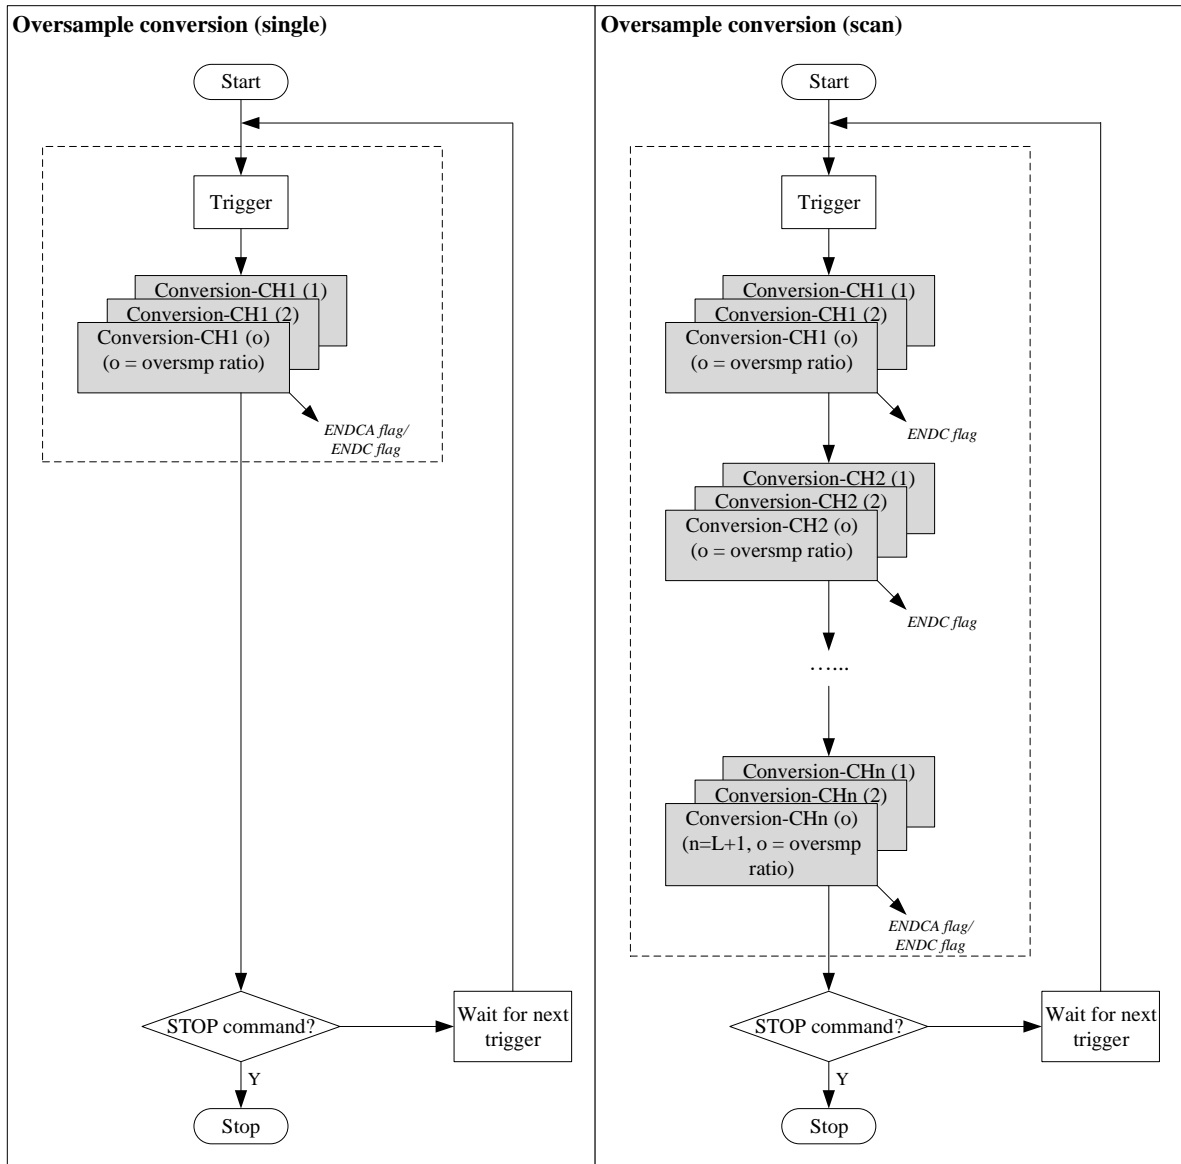 Oversample conversion (single)
Start
Trigger
Conversion-CH1 (1)
Conversion-CH1 (2)
Conversion-CH1 (o)
(o = oversmp ratio)
ENDCA flag/
ENDC flag
STOP command?
Wait for next
trigger
Y
Stop
Oversample conversion (scan)
Start
Trigger
Conversion-CH1 (1)
Conversion-CH1 (2)
Conversion-CH1 (o)
(o = oversmp ratio)
ENDC flag
Conversion-CH2 (1)
Conversion-CH2 (2)
Conversion-CH2 (o)
(o = oversmp ratio)
ENDC flag
…...
Conversion-CHn (1)
Conversion-CHn (2)
Conversion-CHn (o)
(n=L+1, o = oversmp
ratio)
ENDCA flag/
ENDC flag
STOP command?
Wait for next
trigger
Y
Stop